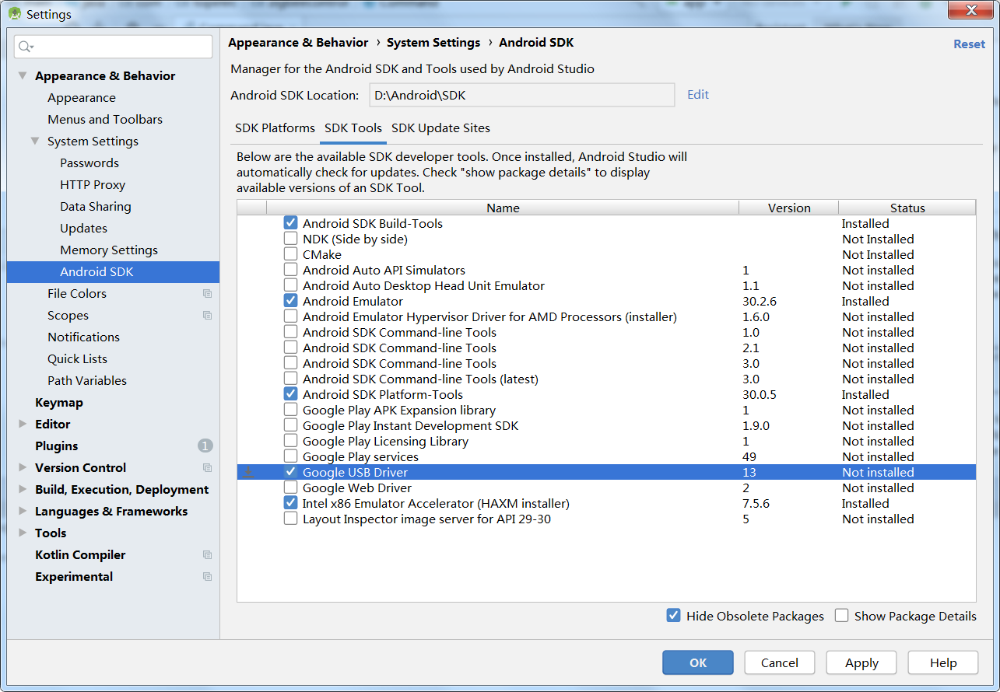 Settings
Appearance & Behavior
Appearance
Menus and Toolbars
System Settings
Passwords
HTTP Proxy
Data Sharing
Updates
Memory Settings
Android SDK
File Colors
Scopes
Notifications
Quick Lists
Path Variables
Keymap
Editor
Plugins 1
Version Control
Build, Execution, Deployment
Languages & Frameworks
Tools
Kotlin Compiler
Experimental
Appearance & Behavior › System Settings › Android SDK Reset
Manager for the Android SDK and Tools used by Android Studio
Android SDK Location: D:\Android\SDK Edit
SDK Platforms SDK Tools SDK Update Sites
Below are the available SDK developer tools. Once installed, Android Studio will
automatically check for updates. Check "show package details" to display
available versions of an SDK Tool.
Name Version Status
Android SDK Build-Tools Installed
NDK (Side by side) Not Installed
CMake Not Installed
Android Auto API Simulators 1 Not installed
Android Auto Desktop Head Unit Emulator 1.1 Not installed
Android Emulator 30.2.6 Installed
Android Emulator Hypervisor Driver for AMD Processors (installer) 1.6.0 Not installed
Android SDK Command-line Tools 1.0 Not installed
Android SDK Command-line Tools 2.1 Not installed
Android SDK Command-line Tools 3.0 Not installed
Android SDK Command-line Tools (latest) 3.0 Not installed
Android SDK Platform-Tools 30.0.5 Installed
Google Play APK Expansion library 1 Not installed
Google Play Instant Development SDK 1.9.0 Not installed
Google Play Licensing Library 1 Not installed
Google Play services 49 Not installed
Google USB Driver 13 Not installed
Google Web Driver 2 Not installed
Intel x86 Emulator Accelerator (HAXM installer) 7.5.6 Installed
Layout Inspector image server for API 29-30 5 Not installed
Hide Obsolete Packages Show Package Details
OK Cancel Apply Help